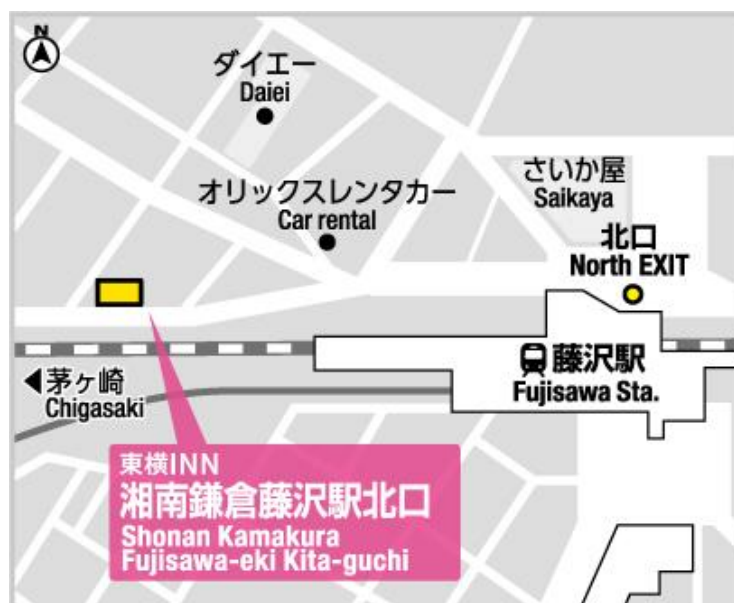 N
ダイエー
Daiei
さいか屋
Saikaya
オリックスレンタカー
Car rental
北口
North EXIT
藤沢駅
Fujisawa Sta.
茅ヶ崎
Chigasaki
東横INN
湘南鎌倉藤沢駅北口
Shonan Kamakura
Fujisawa-eki Kita-guchi